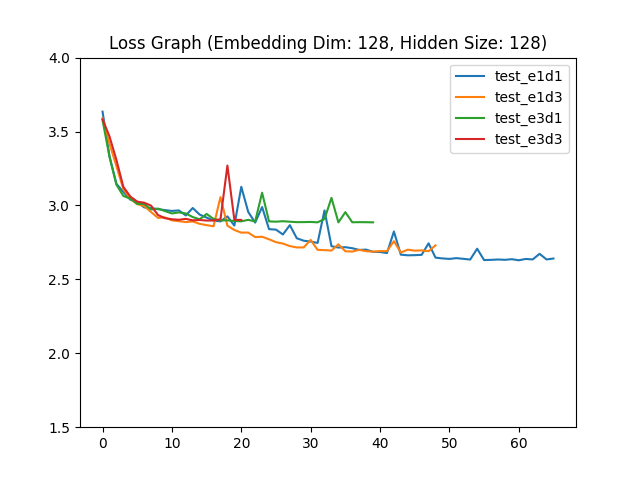 Loss Graph (Embedding Dim: 128, Hidden Size: 128)
4.0
3.5
3.0
2.5
2.0
1.5
0 10 20 30 40 50 60
test_e1d1
test_e1d3
test_e3d1
test_e3d3